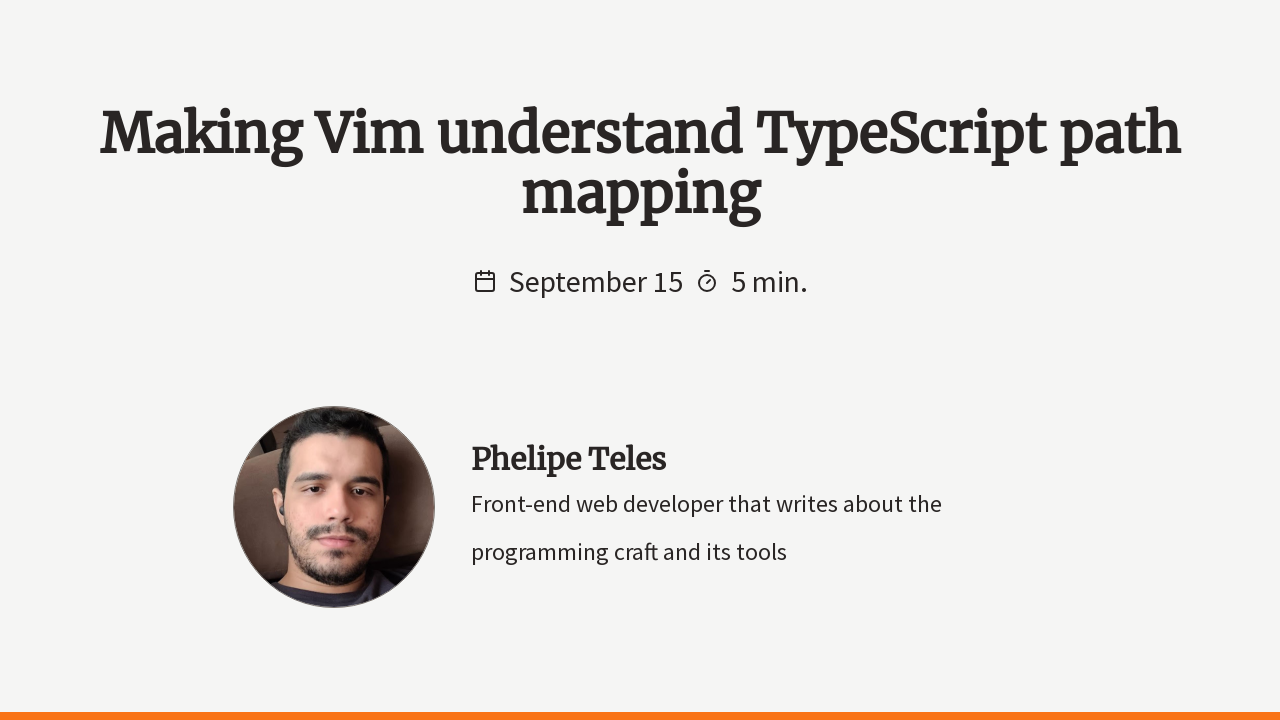 Making Vim understand TypeScript path
mapping
September 15 5 min.
Phelipe Teles
Front-end web developer that writes about the
programming craft and its tools